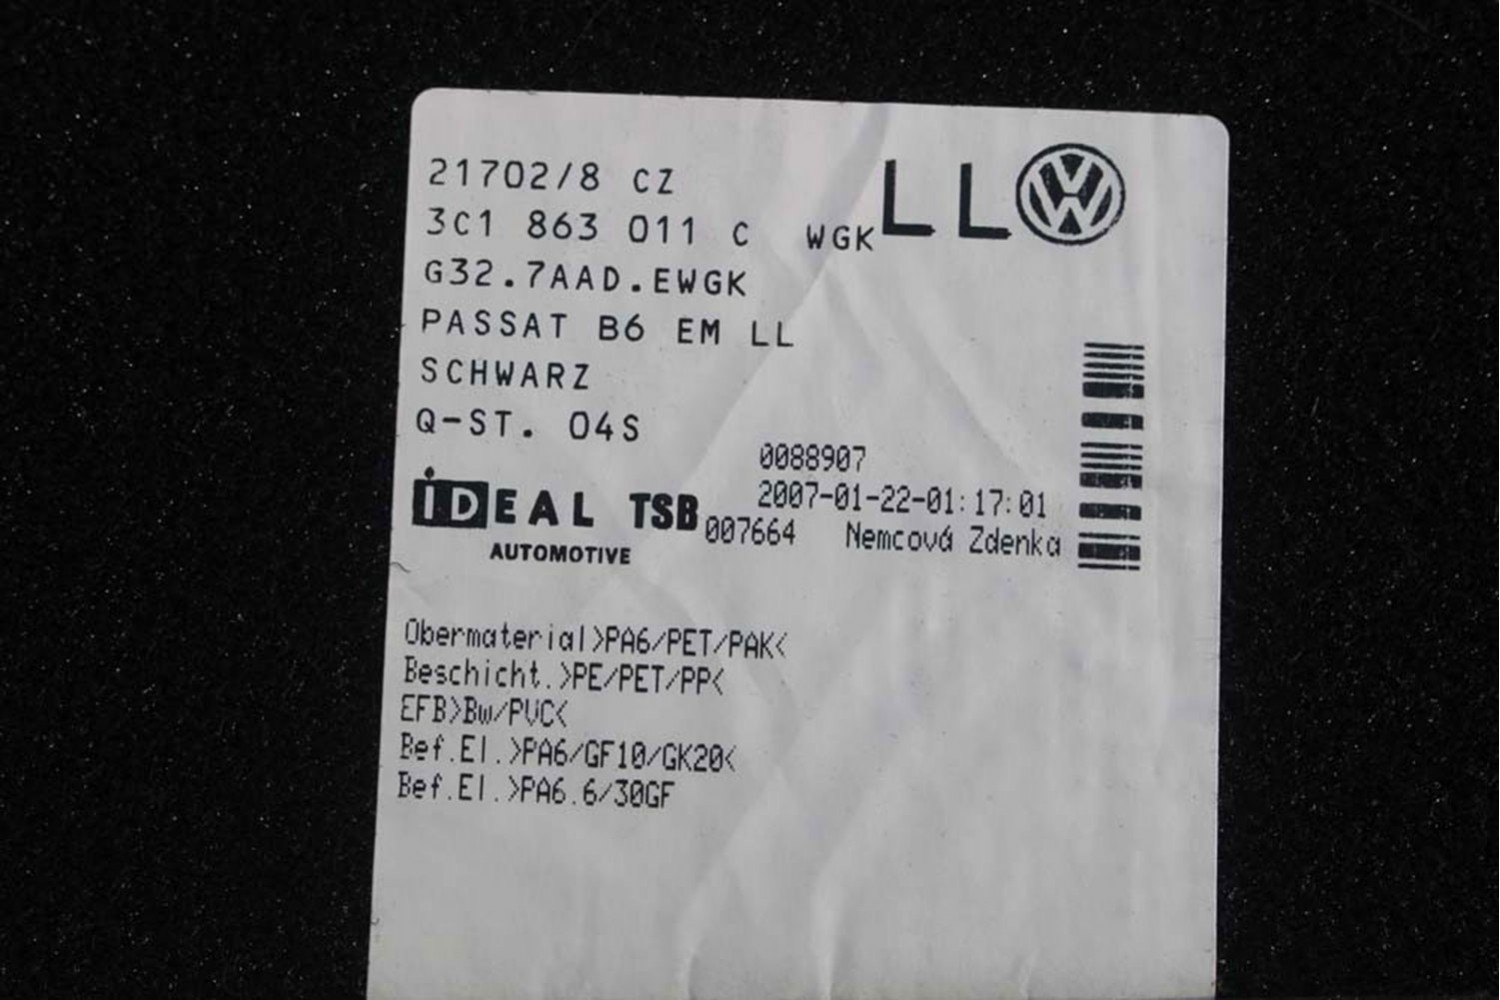 21702/8 CZ
3C1 863 011 C WGK LL
G32.7AAD.EWGK
PASSAT B6 EM LL
SCHWARZ
Q-ST. 04S
0088907
2007-01-22-01:17:01
iDEAL TSB 007664 Nemcová Zdenka
AUTOMOTIVE
Obermaterial>PA6/PET/PAK<
Beschicht.>PE/PET/PP<
EFB>Bw/PVC<
Bef.El.>PA6/GF10/GK20<
Bef.El.>PA6.6/30GF